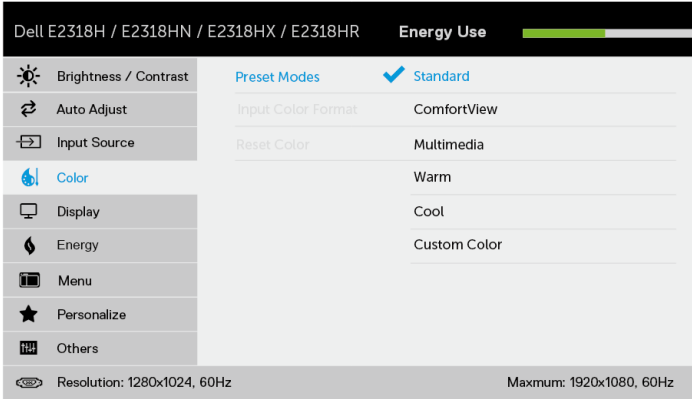 Dell E2318H / E2318HN / E2318HX / E2318HR Energy Use
Brightness / Contrast Preset Modes Standard
Auto Adjust Input Color Format ComfortView
Input Source Reset Color Multimedia
Color Warm
Display Cool
Energy Custom Color
Menu
Personalize
Others
Resolution: 1280x1024, 60Hz Maxmum: 1920x1080, 60Hz